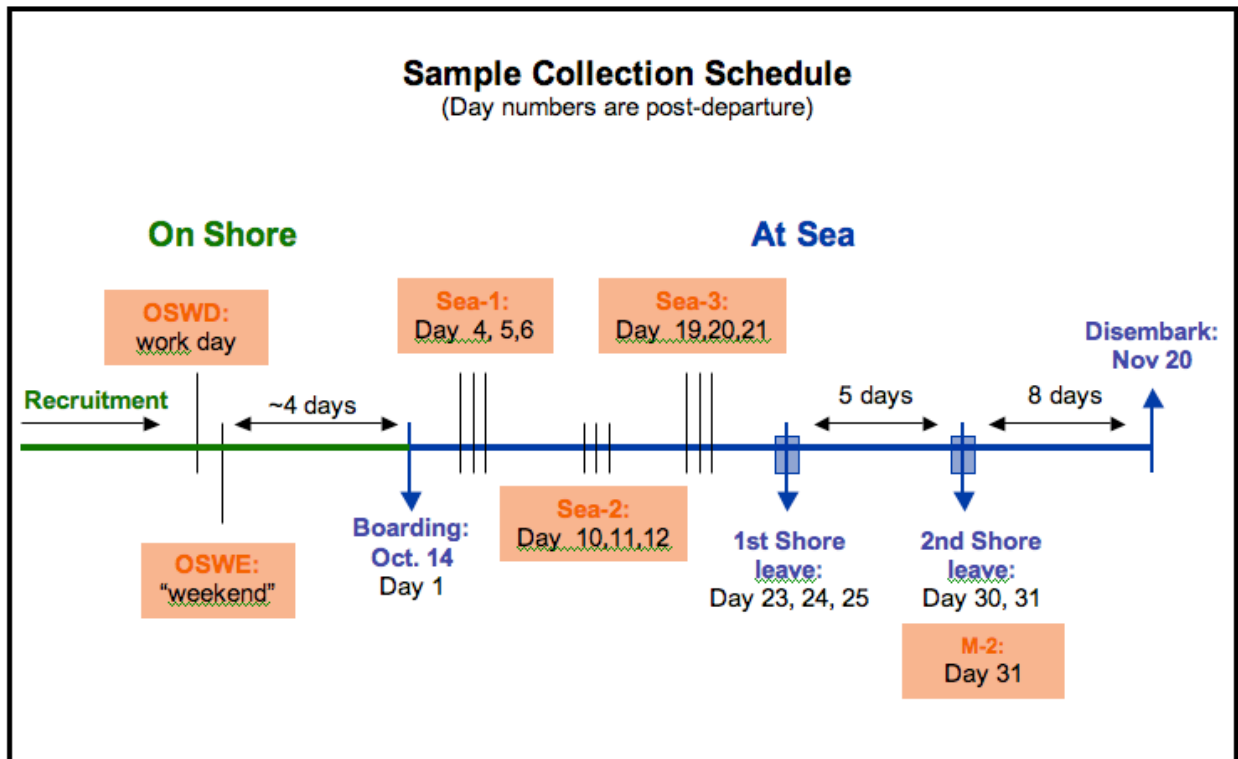 Sample Collection Schedule
(Day numbers are post-departure)
On Shore
At Sea
OSWD:
work day
Sea-1:
Day 4, 5,6
Sea-3:
Day 19,20,21
Disembark:
Nov 20
Recruitment
~4 days
5 days
8 days
OSWE:
“weekend”
Boarding:
Oct. 14
Day 1
Sea-2:
Day 10,11,12
1st Shore
leave:
Day 23, 24, 25
2nd Shore
leave:
Day 30, 31
M-2:
Day 31